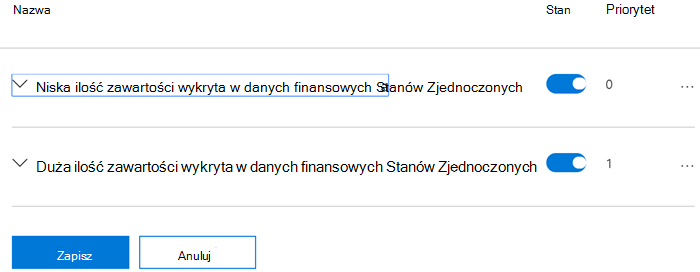 Nazwa Stan Priorytet
Niska ilość zawartości wykryta w danych finansowych Stanów Zjednoczonych 0 ...
Duża ilość zawartości wykryta w danych finansowych Stanów Zjednoczonych 1 ...
Zapisz Anuluj